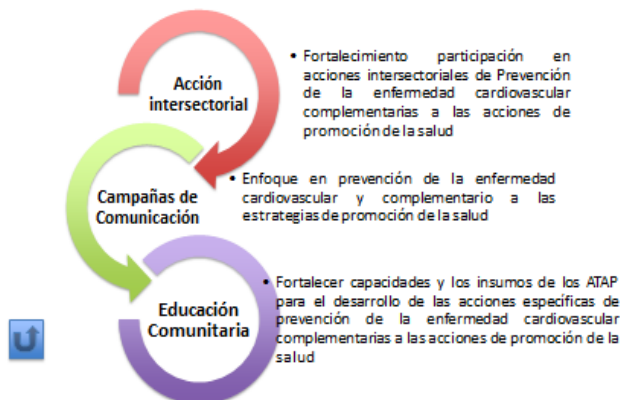 Acción
intersectorial
• Fortalecimiento participación en
acciones intersectoriales de Prevención
de la enfermedad cardiovascular
complementarias a las acciones de
promoción de la salud
Campañas de
Comunicación
• Enfoque en prevención de la enfermedad
cardiovascular y complementario a las
estrategias de promoción de la salud
Educación
Comunitaria
• Fortalecer capacidades y los insumos de los ATAP
para el desarrollo de las acciones específicas de
prevención de la enfermedad cardiovascular
complementarias a las acciones de promoción de la
salud